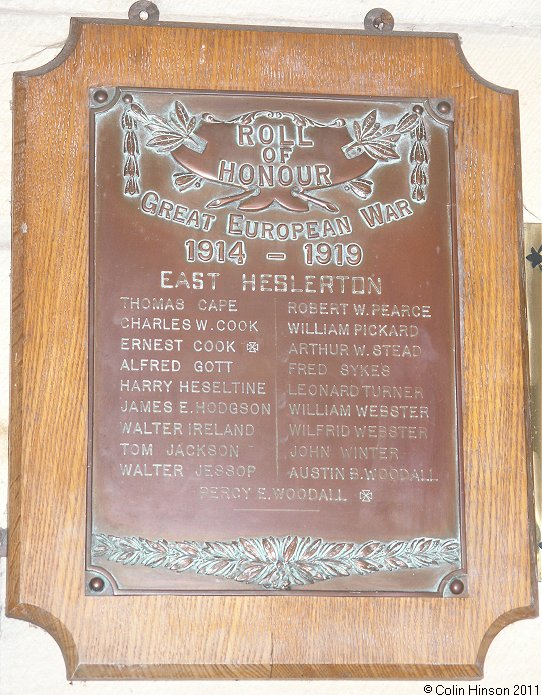 ROLL
OF
HONOUR
GREAT EUROPEAN WAR
1914 - 1919
EAST HESLERTON
THOMAS CAPE
CHARLES W. COOK
ERNEST COOK
ALFRED GOTT
HARRY HESELTINE
JAMES E. HODGSON
WALTER IRELAND
TOM JACKSON
WALTER JESSOP
ROBERT W. PEARCE
WILLIAM PICKARD
ARTHUR W. STEAD
FRED SYKES
LEONARD TURNER
WILLIAM WEBSTER
WILFRID WEBSTER
JOHN WINTER
AUSTIN B. WOODALL
PERCY E. WOODALL
© Colin Hinson 2011